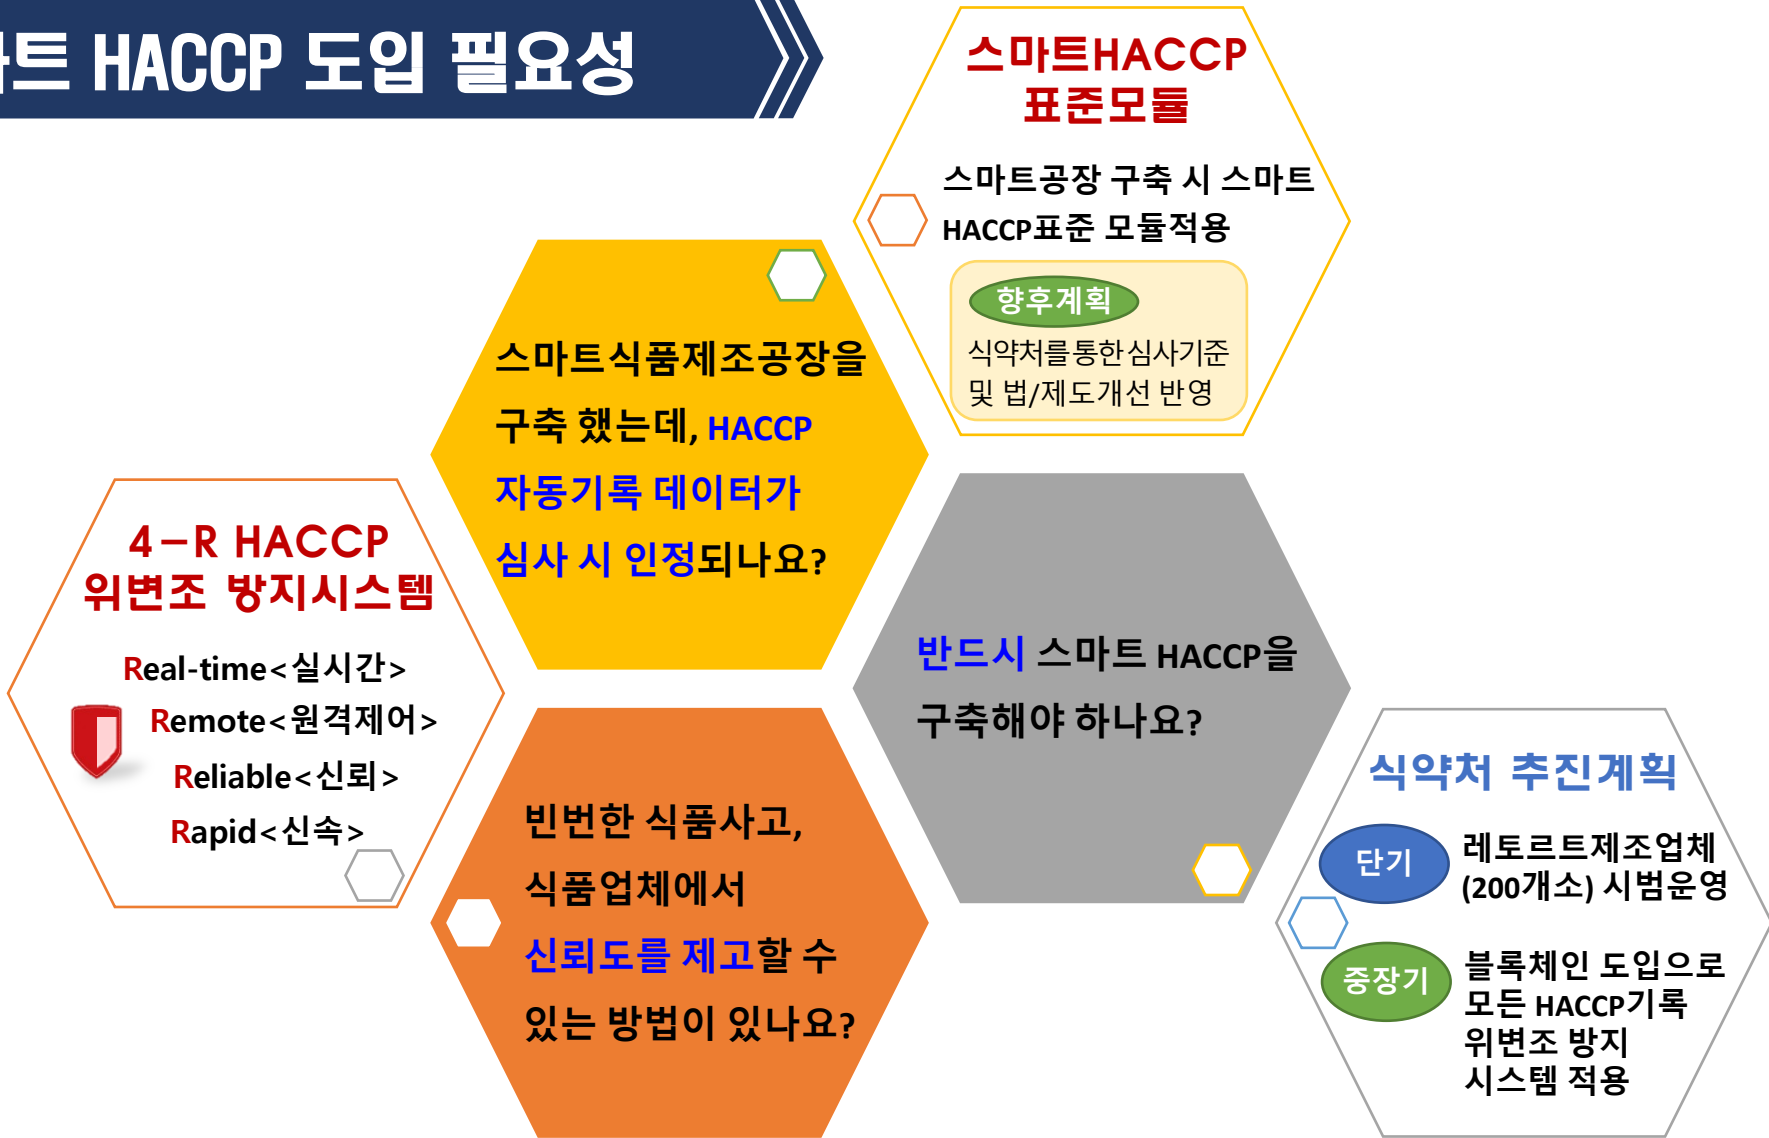 트 HACCP 도입 필요성
스마트HACCP
표준모듈
스마트공장 구축 시 스마트
HACCP표준 모듈적용
향후계획
식약처를통한심사기준
및 법/제도개선 반영
스마트식품제조공장을
구축 했는데, HACCP
자동기록 데이터가
심사 시 인정되나요?
4-R HACCP
위변조 방지시스템
Real-time<실시간>
Remote<원격제어>
Reliable<신뢰>
Rapid<신속>
반드시 스마트 HACCP을
구축해야 하나요?
빈번한 식품사고,
식품업체에서
신뢰도를 제고할 수
있는 방법이 있나요?
식약처 추진계획
단기
레토르트제조업체
(200개소) 시범운영
중장기
블록체인 도입으로
모든 HACCP기록
위변조 방지
시스템 적용